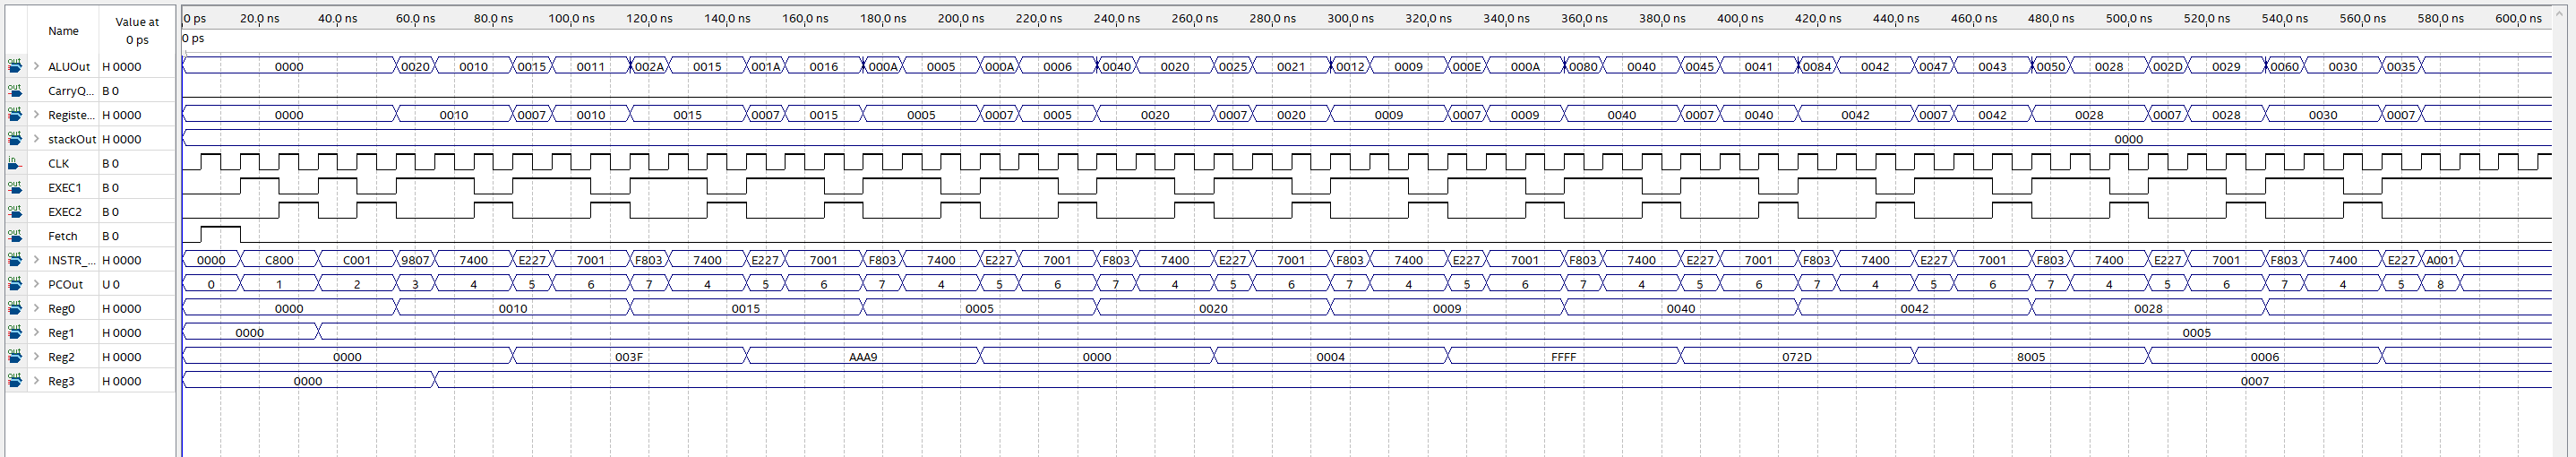 Name
Value at
0 ps
0 ps 20.0 ns 40.0 ns 60.0 ns 80.0 ns 100.0 ns 120.0 ns 140.0 ns 160.0 ns 180.0 ns 200.0 ns 220.0 ns 240.0 ns 260.0 ns 280.0 ns 300.0 ns 320.0 ns 340.0 ns 360.0 ns 380.0 ns 400.0 ns 420.0 ns 440.0 ns 460.0 ns 480.0 ns 500.0 ns 520.0 ns 540.0 ns 560.0 ns 580.0 ns 600.0 ns
0 ps
out ALUOut H 0000 0000 0020 0010 0015 0011 002A 0015 001A 0016 000A 0005 000A 0006 0040 0020 0025 0021 0012 0009 000E 000A 0080 0040 0045 0041 0084 0042 0047 0043 0050 0028 002D 0029 0060 0030 0035
out CarryQ... B 0
out Registe... H 0000 0000 0010 0007 0010 0015 0007 0015 0005 0007 0005 0020 0007 0020 0009 0007 0009 0040 0007 0040 0042 0007 0042 0028 0007 0028 0030 0007
out stackOut H 0000 0000
in CLK B 0
out EXEC1 B 0
out EXEC2 B 0
out Fetch B 0
out INSTR_... H 0000 0000 C800 C001 9807 7400 E227 7001 F803 7400 E227 7001 F803 7400 E227 7001 F803 7400 E227 7001 F803 7400 E227 7001 F803 7400 E227 7001 F803 7400 E227 7001 F803 7400 E227 7001 F803 7400 E227 A001
out PCOut U 0 0 1 2 3 4 5 6 7 4 5 6 7 4 5 6 7 4 5 6 7 4 5 6 7 4 5 6 7 4 5 6 7 4 5 6 7 4 5 8
out Reg0 H 0000 0000 0010 0015 0005 0020 0009 0040 0042 0028
out Reg1 H 0000 0000 0005
out Reg2 H 0000 0000 003F AAA9 0000 0004 FFFF 072D 8005 0006
out Reg3 H 0000 0000 0007